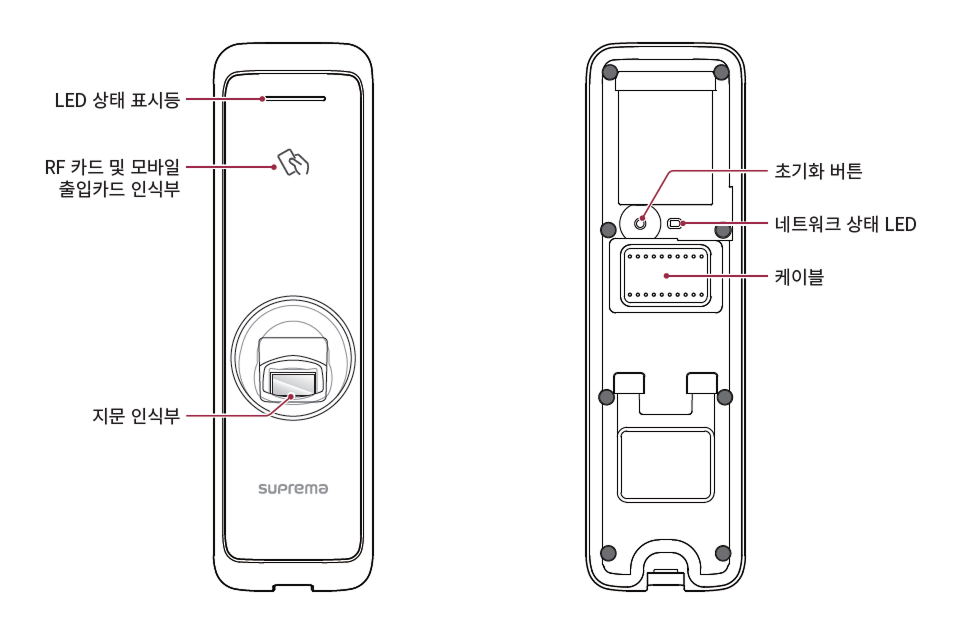 LED 상태 표시등
RF 카드 및 모바일
출입카드 인식부
지문 인식부
suprema
초기화 버튼
네트워크 상태 LED
케이블